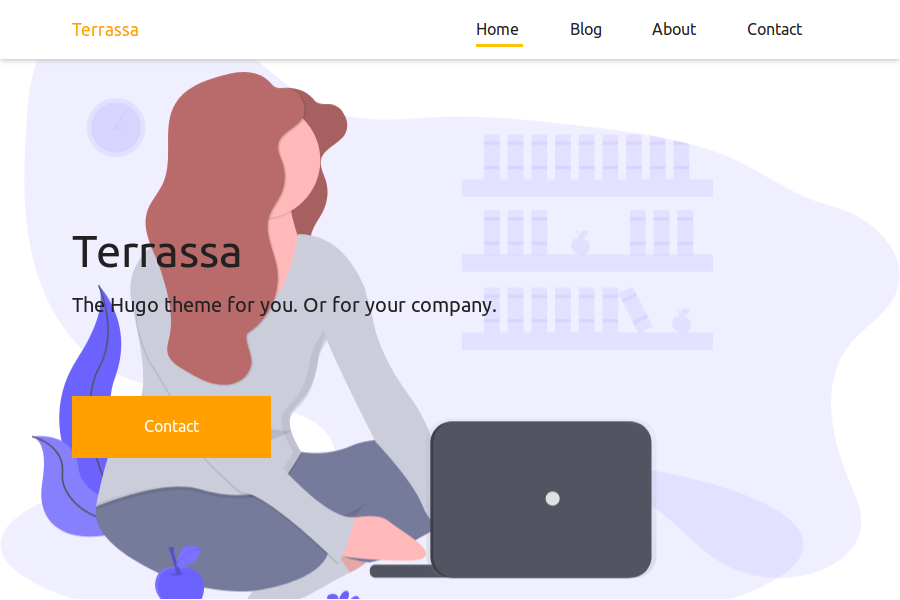 Terrassa
Home Blog About Contact
Terrassa
The Hugo theme for you. Or for your company.
Contact